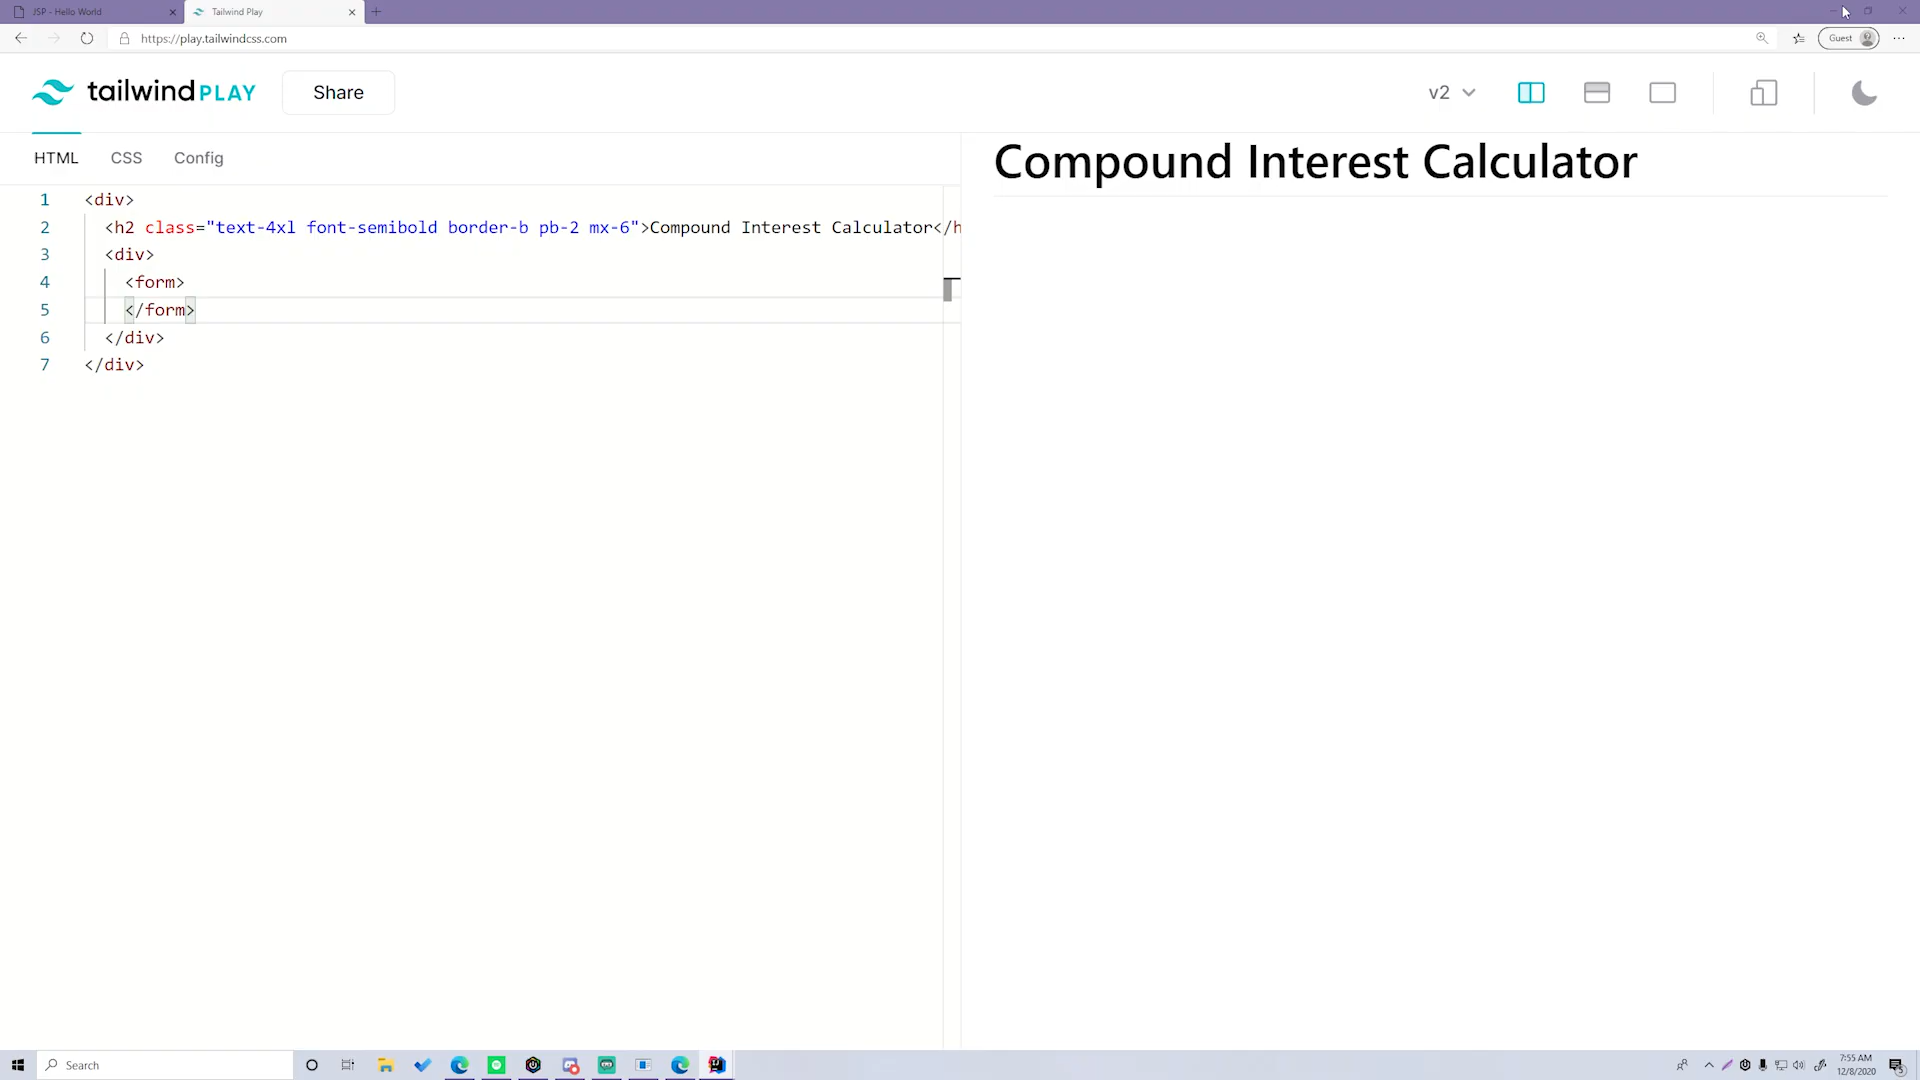 JSP - Hello World
Tailwind Play
https://play.tailwindcss.com
Guest
tailwind PLAY
Share
v2
HTML CSS Config
Compound Interest Calculator
1 <div>
2 <h2 class="text-4xl font-semibold border-b pb-2 mx-6">Compound Interest Calculator</h
3 <div>
4 <form>
5 </form>
6 </div>
7 </div>
Search
7:55 AM
12/8/2020